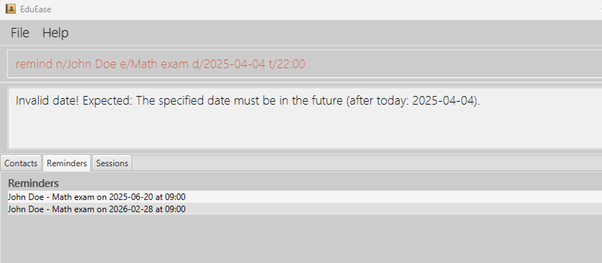 EduEase
File Help
remind n/John Doe e/Math exam d/2025-04-04 t/22:00
Invalid date! Expected: The specified date must be in the future (after today: 2025-04-04).
Contacts Reminders Sessions
Reminders
John Doe - Math exam on 2025-06-20 at 09:00
John Doe - Math exam on 2026-02-28 at 09:00